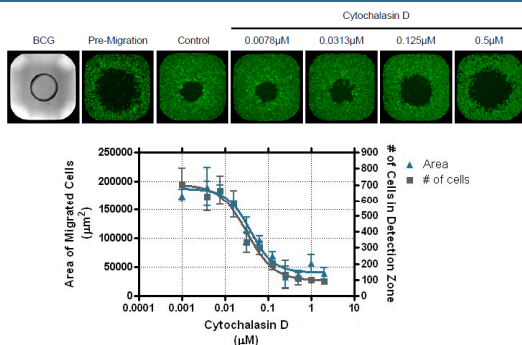 Cytochalasin D
BCG Pre-Migration Control 0.0078µM 0.0313µM 0.125µM 0.5µM
250000
200000
150000
100000
50000
0
Area of Migrated Cells
(µm²)
900
800
700
600
500
400
300
200
100
0
# of Cells in Detection Zone
Area
# of cells
0.0001 0.001 0.01 0.1 1 10
Cytochalasin D
(µM)